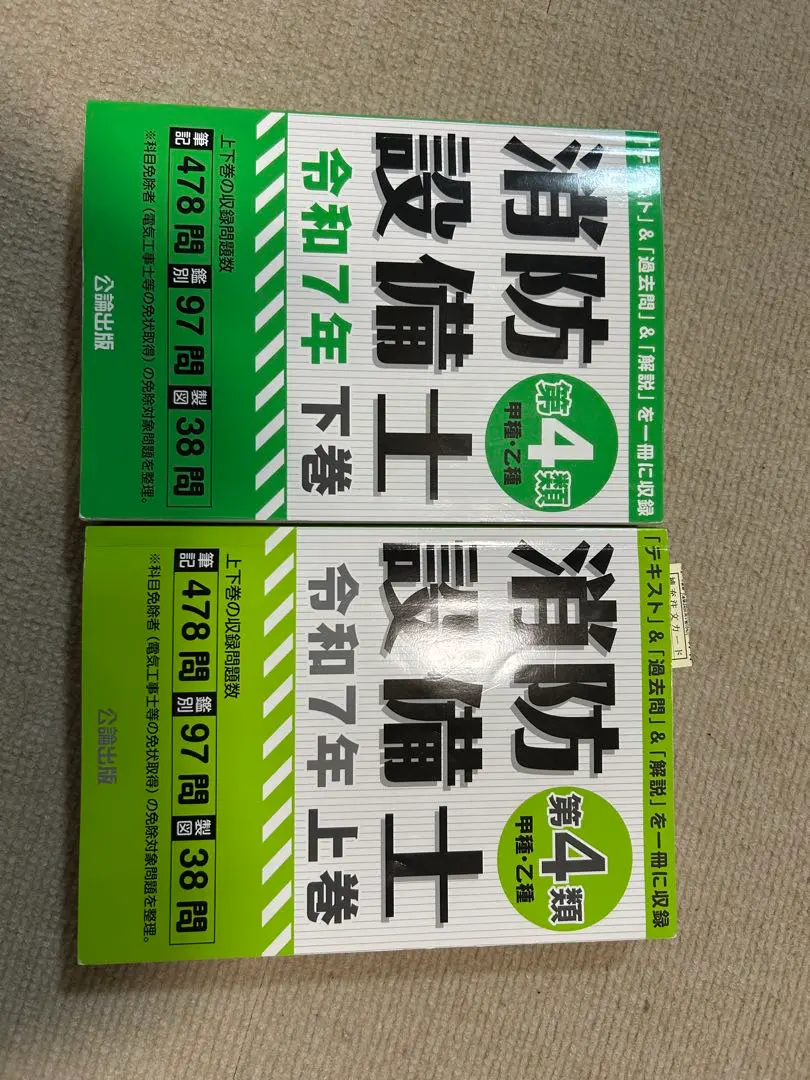 「テキスト」&「過去問」&「解説」を一冊に収録
消防
設備士
第4類
甲種・乙種
令和7年 下巻
上下巻の収録問題数
筆記 478問 鑑別 97問 製図 38問
※科目免除者(電気工事士等の免状取得)の免除対象問題を整理。
公論出版
「テキスト」&「過去問」&「解説」を一冊に収録
消防
設備士
第4類
甲種・乙種
令和7年 上巻
上下巻の収録問題数
筆記 478問 鑑別 97問 製図 38問
※科目免除者(電気工事士等の免状取得)の免除対象問題を整理。
公論出版
作文カード